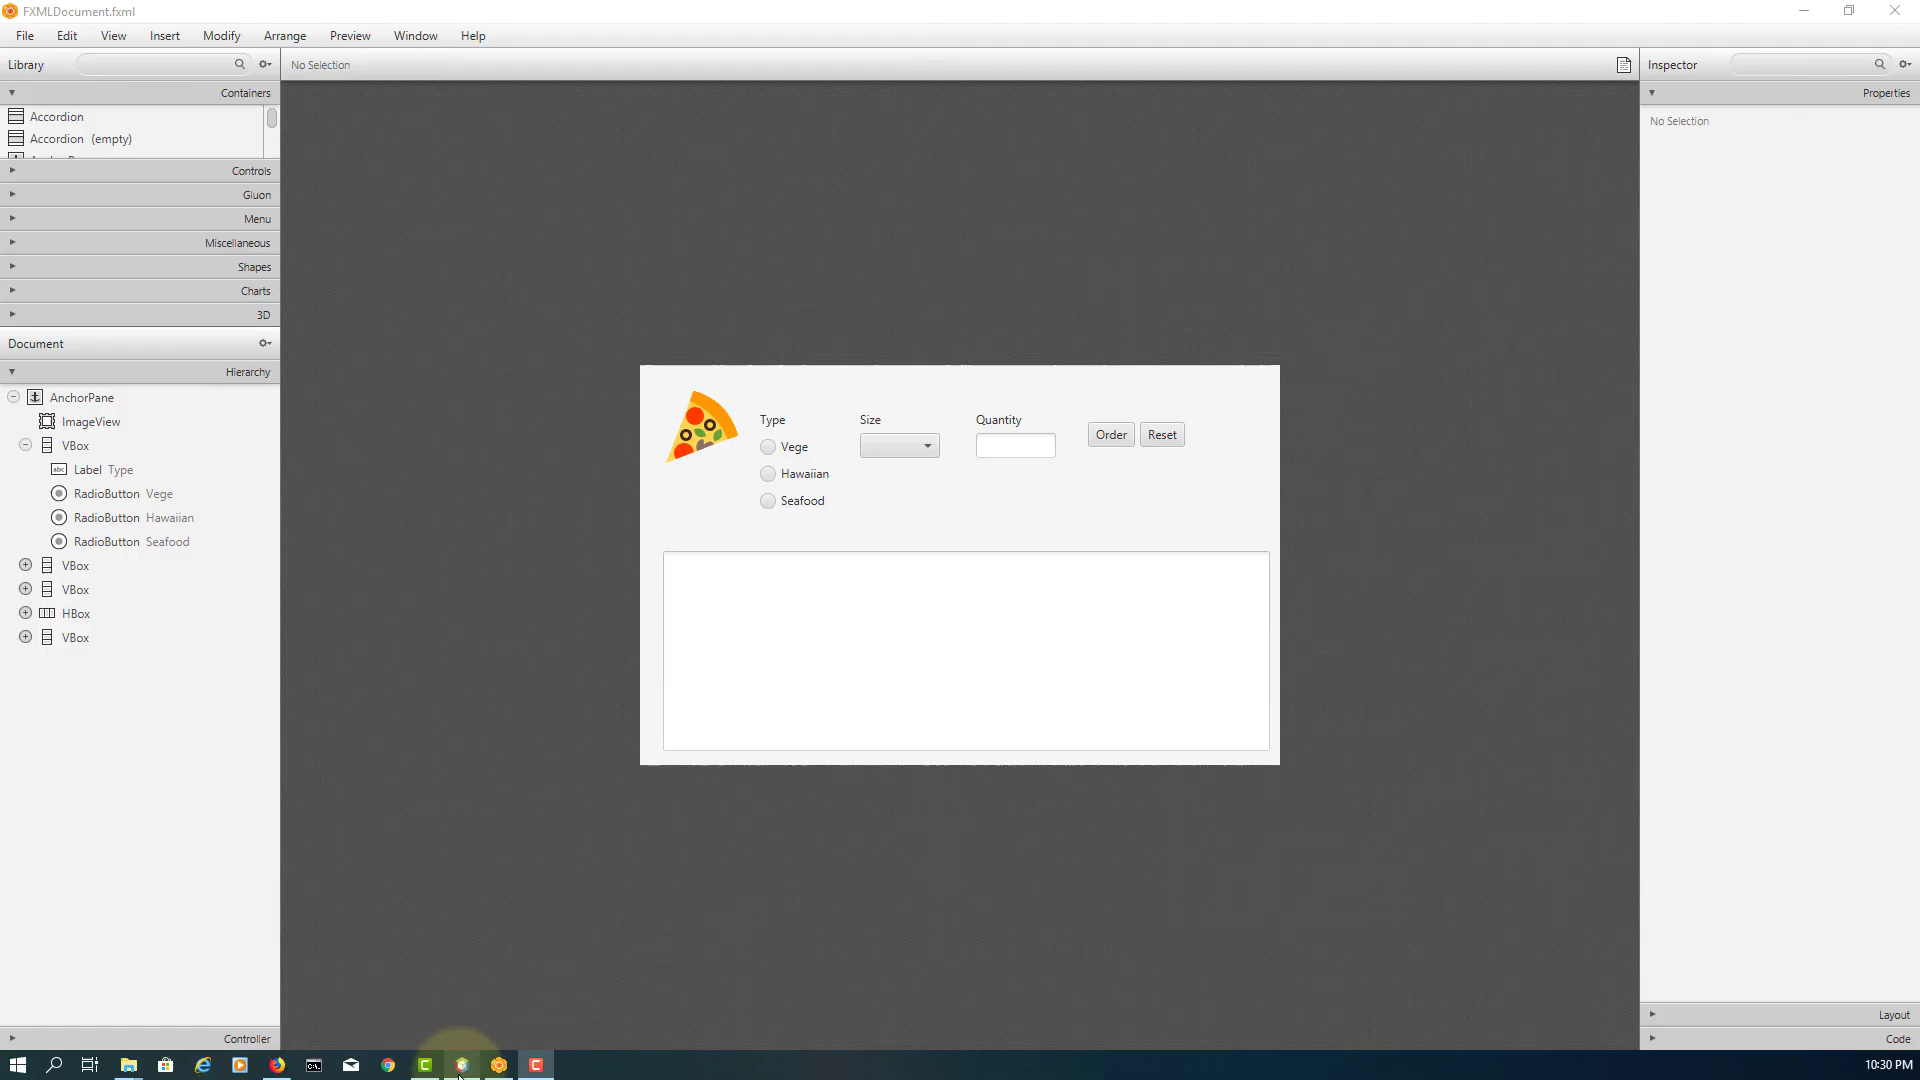 FXMLDocument.fxml
File Edit View Insert Modify Arrange Preview Window Help
Library
No Selection
Inspector
Containers
Properties
Accordion
No Selection
Accordion (empty)
Controls
Gluon
Menu
Miscellaneous
Shapes
Charts
3D
Document
Hierarchy
AnchorPane
ImageView
VBox
Label Type
RadioButton Vege
RadioButton Hawaiian
RadioButton Seafood
VBox
VBox
HBox
VBox
Type
Size
Quantity
Vege
Hawaiian
Seafood
Order
Reset
Layout
Controller
Code
10:30 PM